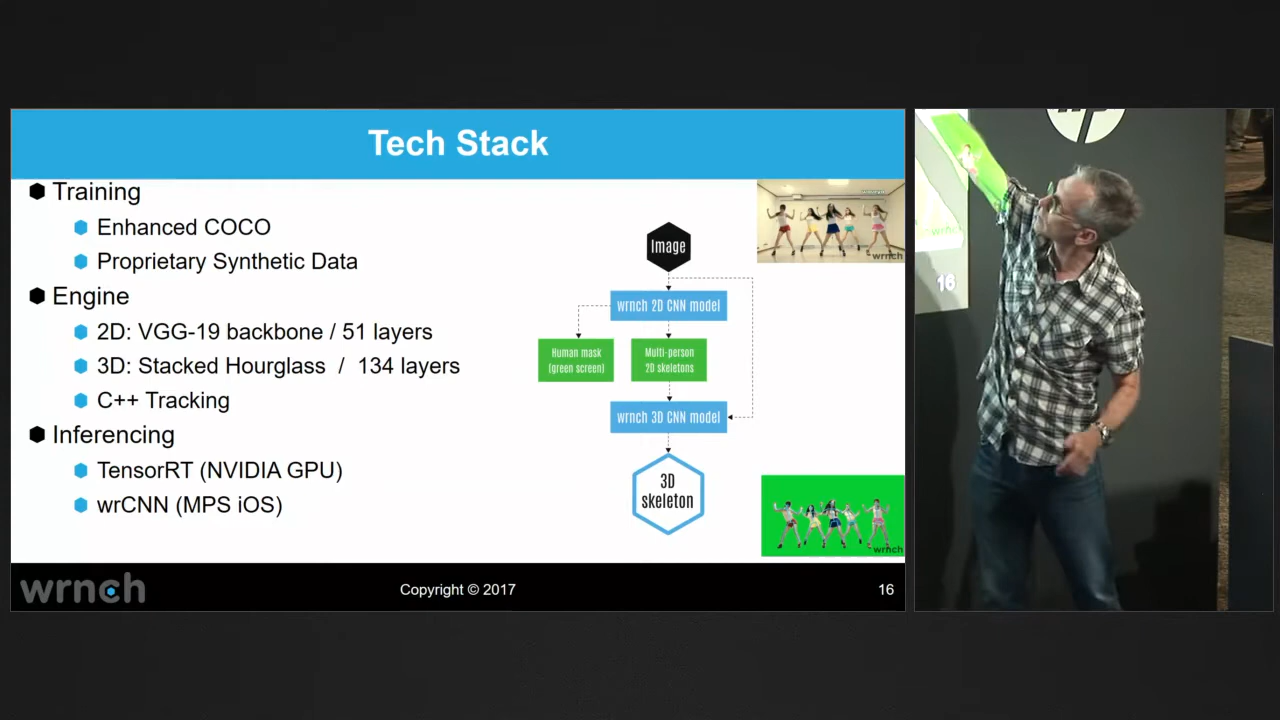 Tech Stack
Training
Enhanced COCO
Proprietary Synthetic Data
Engine
2D: VGG-19 backbone / 51 layers
3D: Stacked Hourglass / 134 layers
C++ Tracking
Inferencing
TensorRT (NVIDIA GPU)
wrCNN (MPS iOS)
Image
wrnch 2D CNN model
Human mask
(green screen)
Multi-person
2D skeletons
wrnch 3D CNN model
3D
skeleton
wrnch
wrnch
wrnch
Copyright © 2017
16
hp
wrnch
16